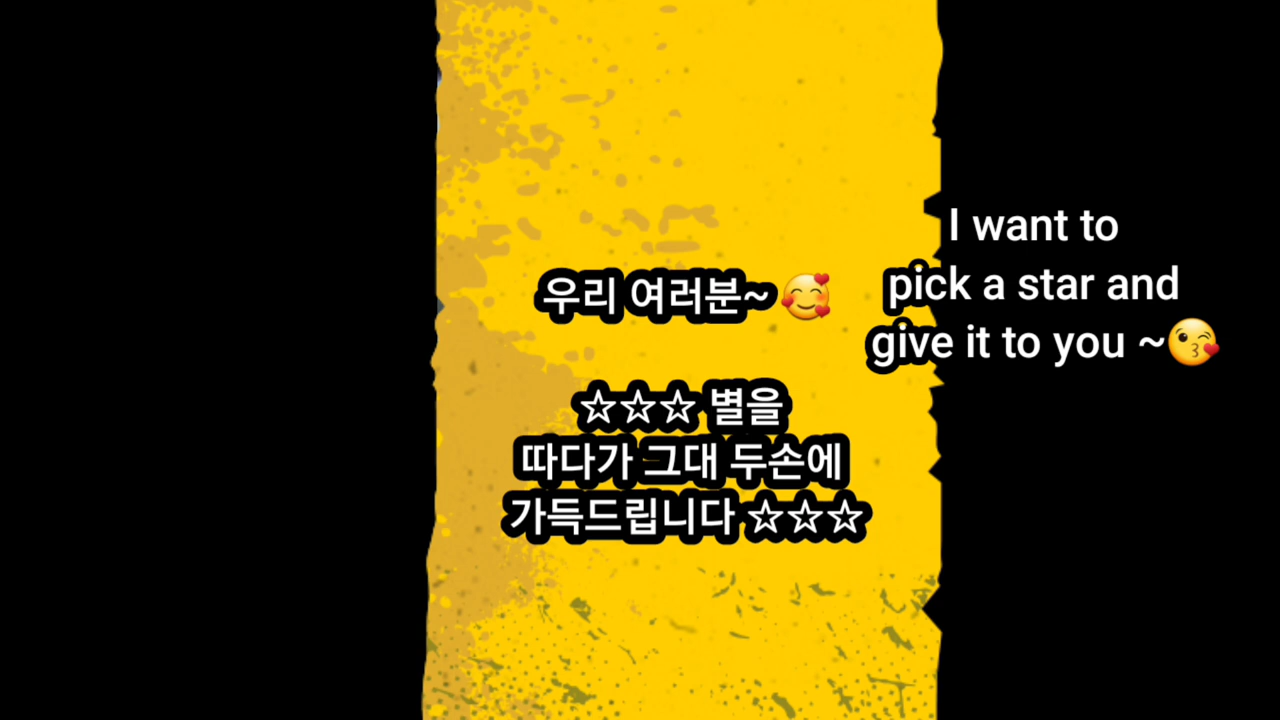 우리 여러분~ 🥰
☆☆☆ 별을
따다가 그대 두손에
가득드립니다 ☆☆☆
I want to
pick a star and
give it to you ~😘